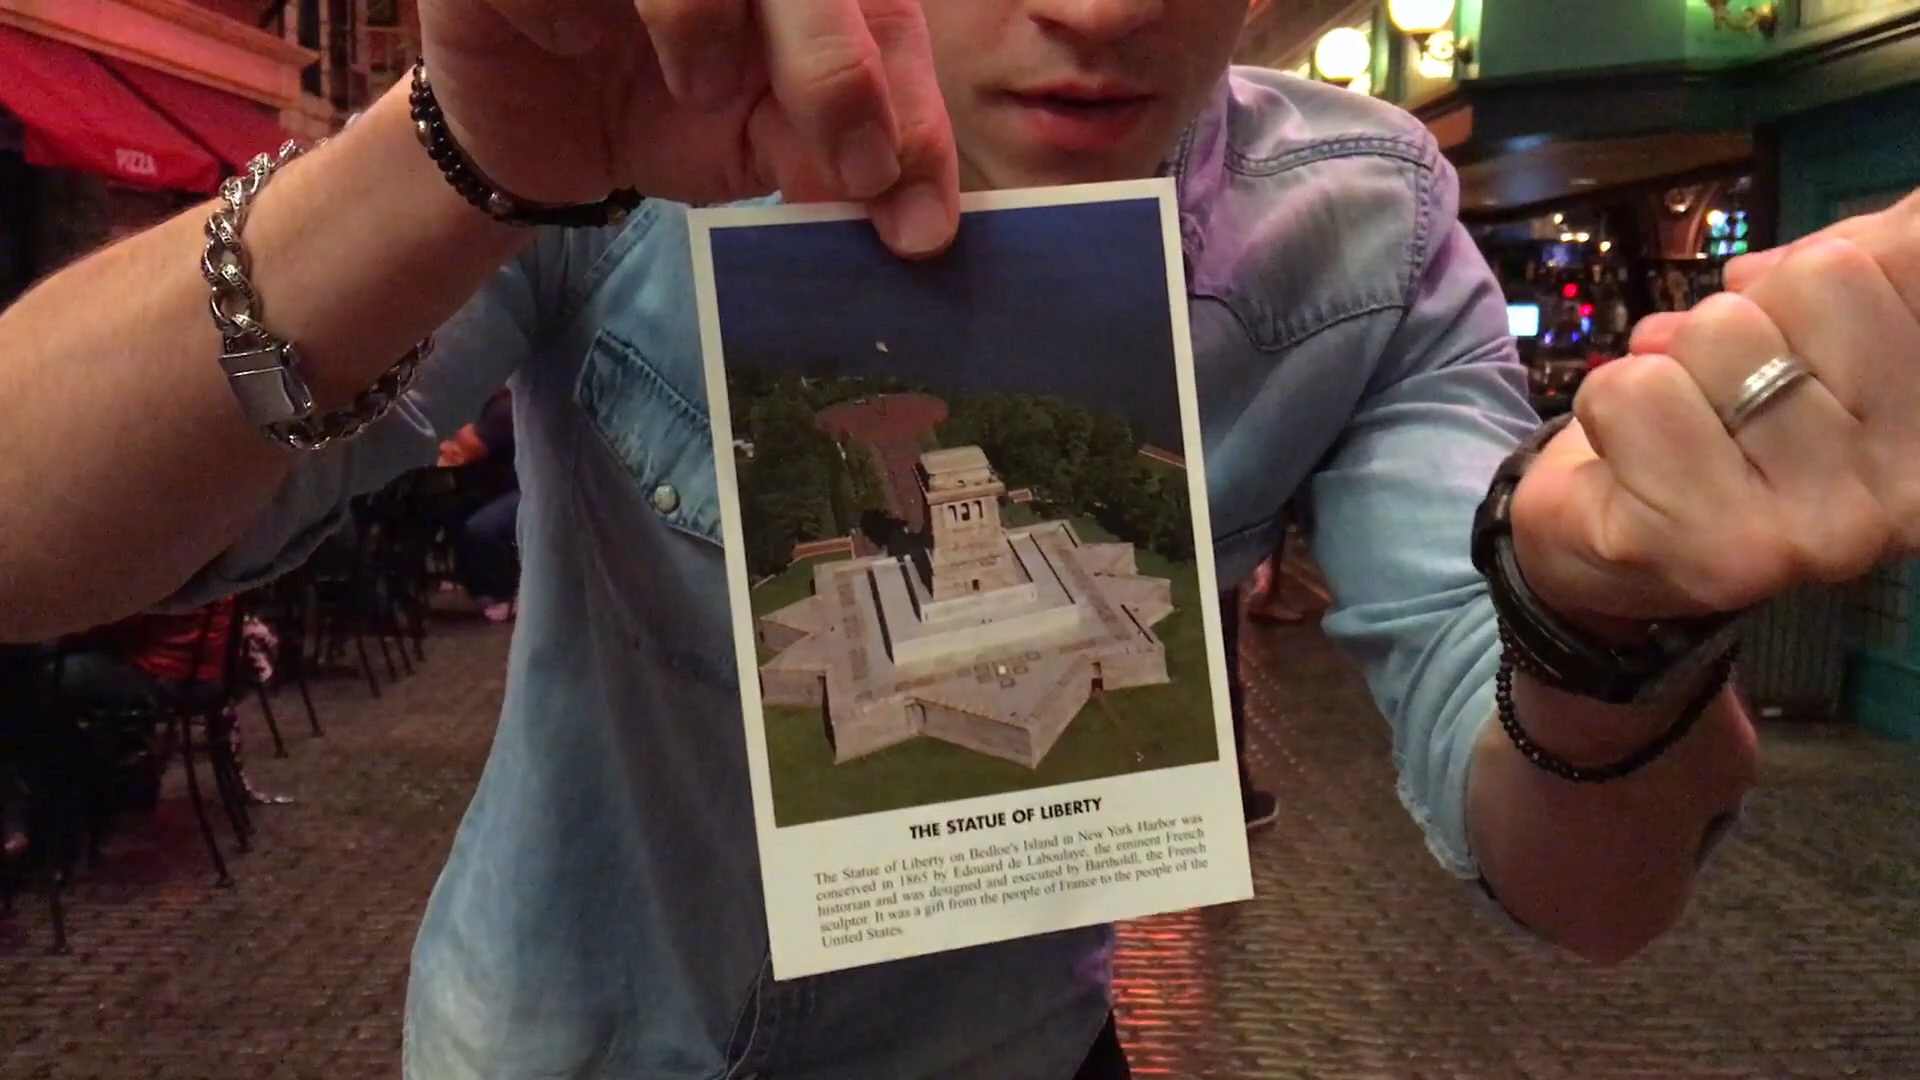 PIZZA
THE STATUE OF LIBERTY
The Statue of Liberty on Bedloe's Island in New York Harbor was
conceived in 1865 by Edouard de Laboulaye, the eminent French
historian and was designed and executed by Bartholdi, the French
sculptor. It was a gift from the people of France to the people of the
United States.